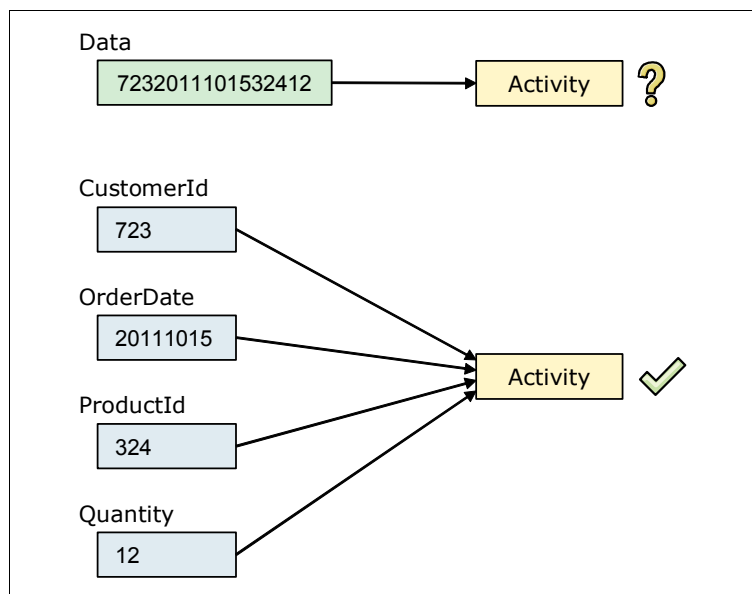 Data
7232011101532412
Activity
CustomerId
723
OrderDate
20111015
Activity
ProductId
324
Quantity
12